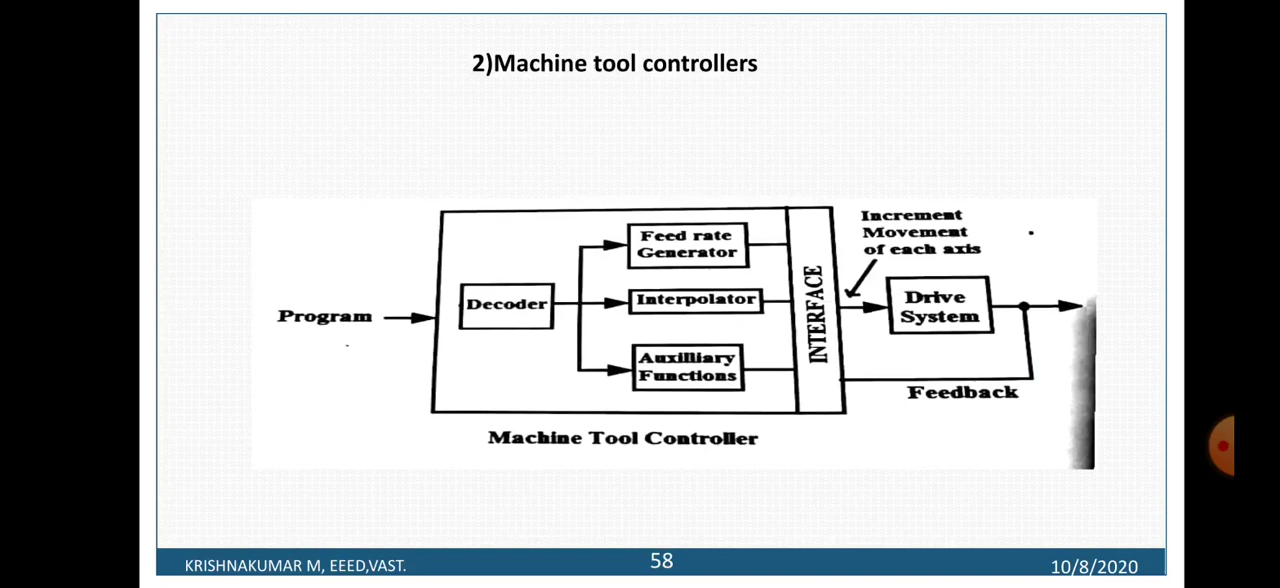 2)Machine tool controllers
Increment
Movement
of each axis
Feed rate
Generator
Program
Decoder
Interpolator
INTERFACE
Drive
System
Auxilliary
Functions
Feedback
Machine Tool Controller
KRISHNAKUMAR M, EEED,VAST.
58
10/8/2020